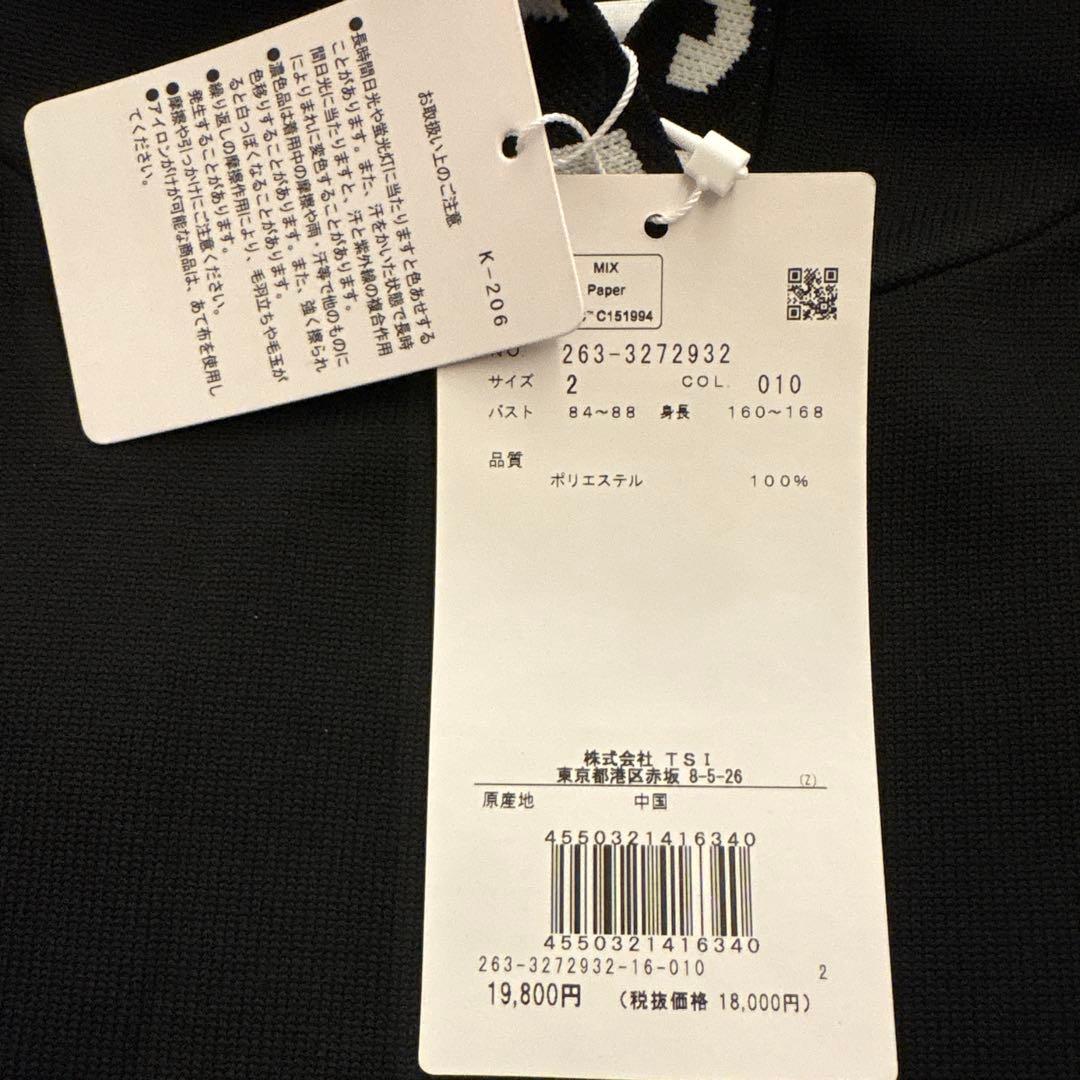 お取扱い上のご注意
K-206
●長時間日光や蛍光灯に当たりますと色あせする
ことがあります。また、汗をかいた状態で長時
間日光に当たりますと、汗と紫外線の複合作用
によりまれに変色することがあります。
●濃色品は着用中の摩擦や雨・汗等で他のものに
色移りすることがあります。また、強く擦られ
ると白っぽくなることがあります。
●繰り返しの摩擦作用により、毛羽立ちや毛玉が
発生することがあります。
●摩擦や引っかけにご注意ください。
●アイロンがけが可能な商品は、あて布を使用し
てください。
MIX
Paper
C151994
NO. 263-3272932
サイズ 2 COL. 010
バスト 84~88 身長 160~168
品質
ポリエステル 100%
株式会社 TSI
東京都港区赤坂 8-5-26 (Z)
原産地 中国
4550321416340
4550321416340
263-3272932-16-010 2
19,800円 (税抜価格 18,000円)